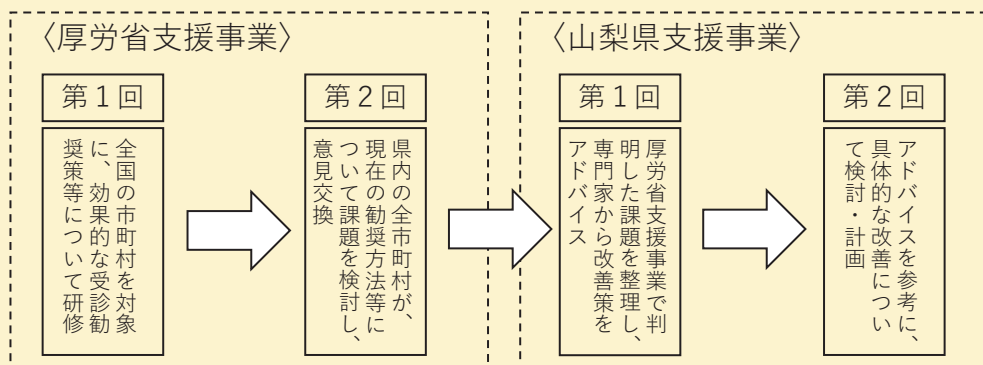 〈厚労省支援事業〉
第1回
全国の市町村を対象
に、効果的な受診勧
奨策等について研修
第2回
県内の全市町村が、
現在の勧奨方法等に
ついて課題を検討し、
意見交換
〈山梨県支援事業〉
第1回
厚労省支援事業で判
明した課題を整理し、
専門家から改善策を
アドバイス
第2回
アドバイスを参考に、
具体的な改善につい
て検討・計画